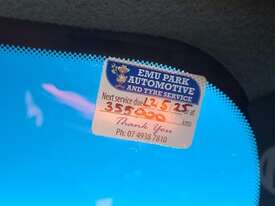 EMU PARK
AUTOMOTIVE
AND TYRE SERVICE
Next service due 12 5 25 or at
355000 kms
Thank You
Ph: 07 4938 7810